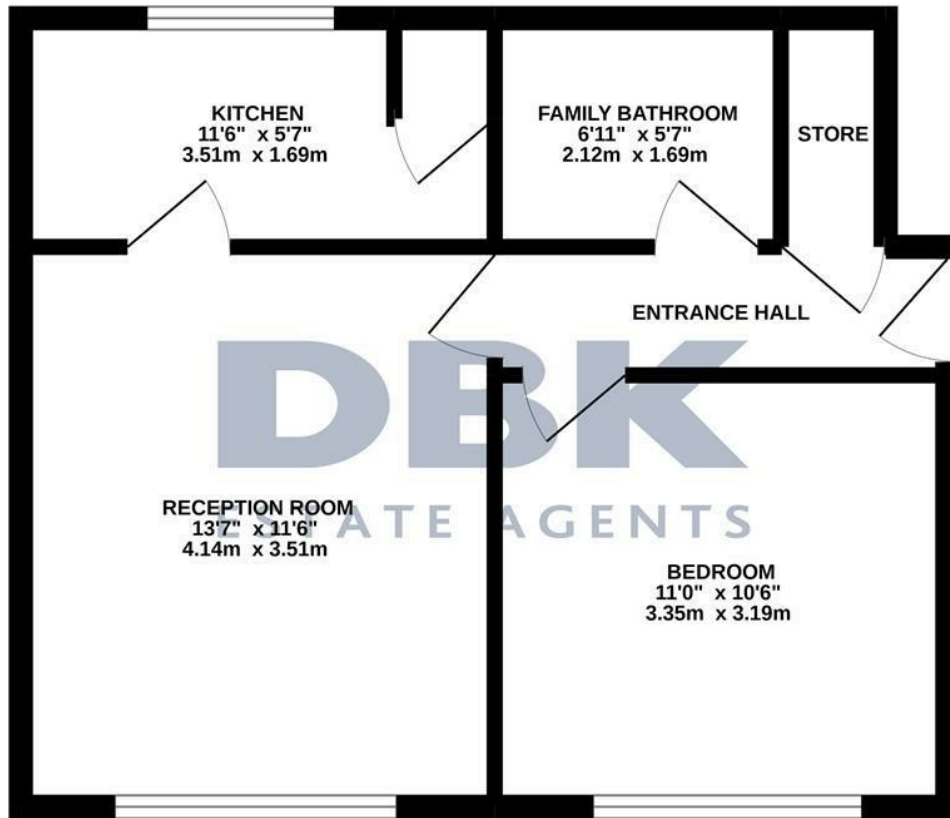 KITCHEN
11'6" x 5'7"
3.51m x 1.69m
FAMILY BATHROOM
6'11" x 5'7"
2.12m x 1.69m
STORE
ENTRANCE HALL
DBK
ESTATE AGENTS
RECEPTION ROOM
13'7" x 11'6"
4.14m x 3.51m
BEDROOM
11'0" x 10'6"
3.35m x 3.19m